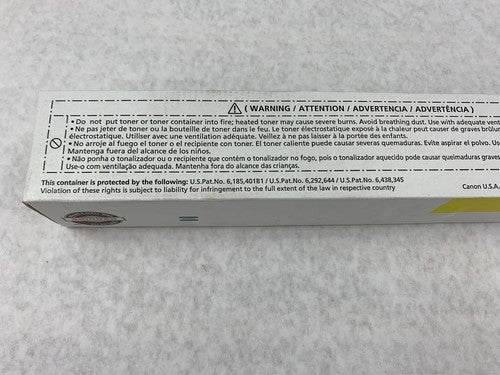 ( WARNING / ATTENTION / ADVERTENCIA / ADVERTÊNCIA )
• Do not put toner or toner container into fire; heated toner may cause severe burns. Avoid breathing dust. Use with adequate vent
• Ne pas jeter de toner ou la bouteille de toner dans le feu. Le toner électrostatique exposé à la chaleur peut causer de graves brûlu
électrostatique. Utiliser avec une ventilation adéquate. Veillez à ne pas laisser le toner à portée des enfants.
• No arroje al fuego el toner o el recipiente con toner. El toner caliente puede causar severas quemaduras. Evite aspirar el polvo. Us
Mantenga fuera del alcance de los niños.
• Não ponha o tonalizador ou o recipiente que contém o tonalizador no fogo, pois o tonalizador aquecido pode causar queimaduras grave
Use-o com ventilação adequada. Mantenha fora do alcance das crianças.
This container is protected by the following: U.S.Pat.No. 6,185,401B1 / U.S.Pat.No. 6,292,644 / U.S.Pat.No. 6,438,345
Violation of these rights is subject to liability for infringement to the full extent of the law in respective country
Canon U.S.A.